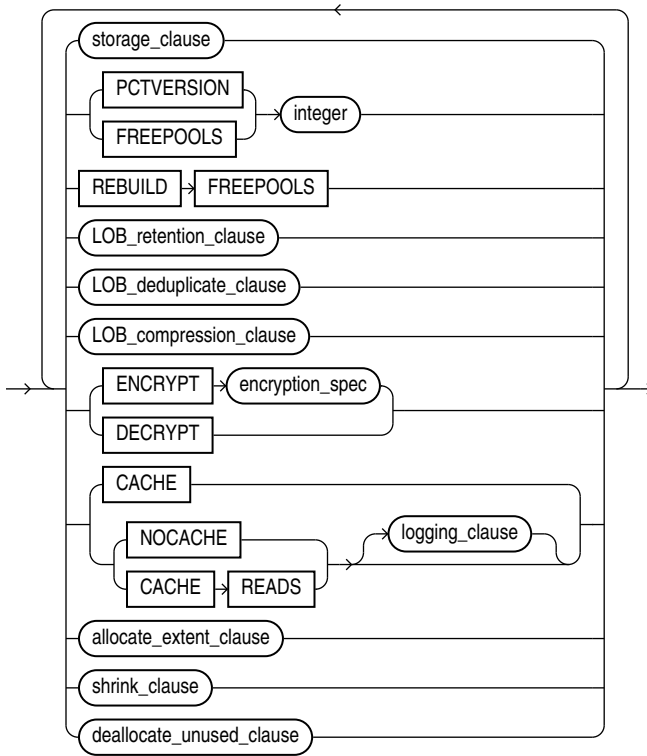 storage_clause
PCTVERSION
FREEPOOLS
integer
REBUILD FREEPOOLS
LOB_retention_clause
LOB_deduplicate_clause
LOB_compression_clause
ENCRYPT encryption_spec
DECRYPT
CACHE
NOCACHE
CACHE READS
logging_clause
allocate_extent_clause
shrink_clause
deallocate_unused_clause